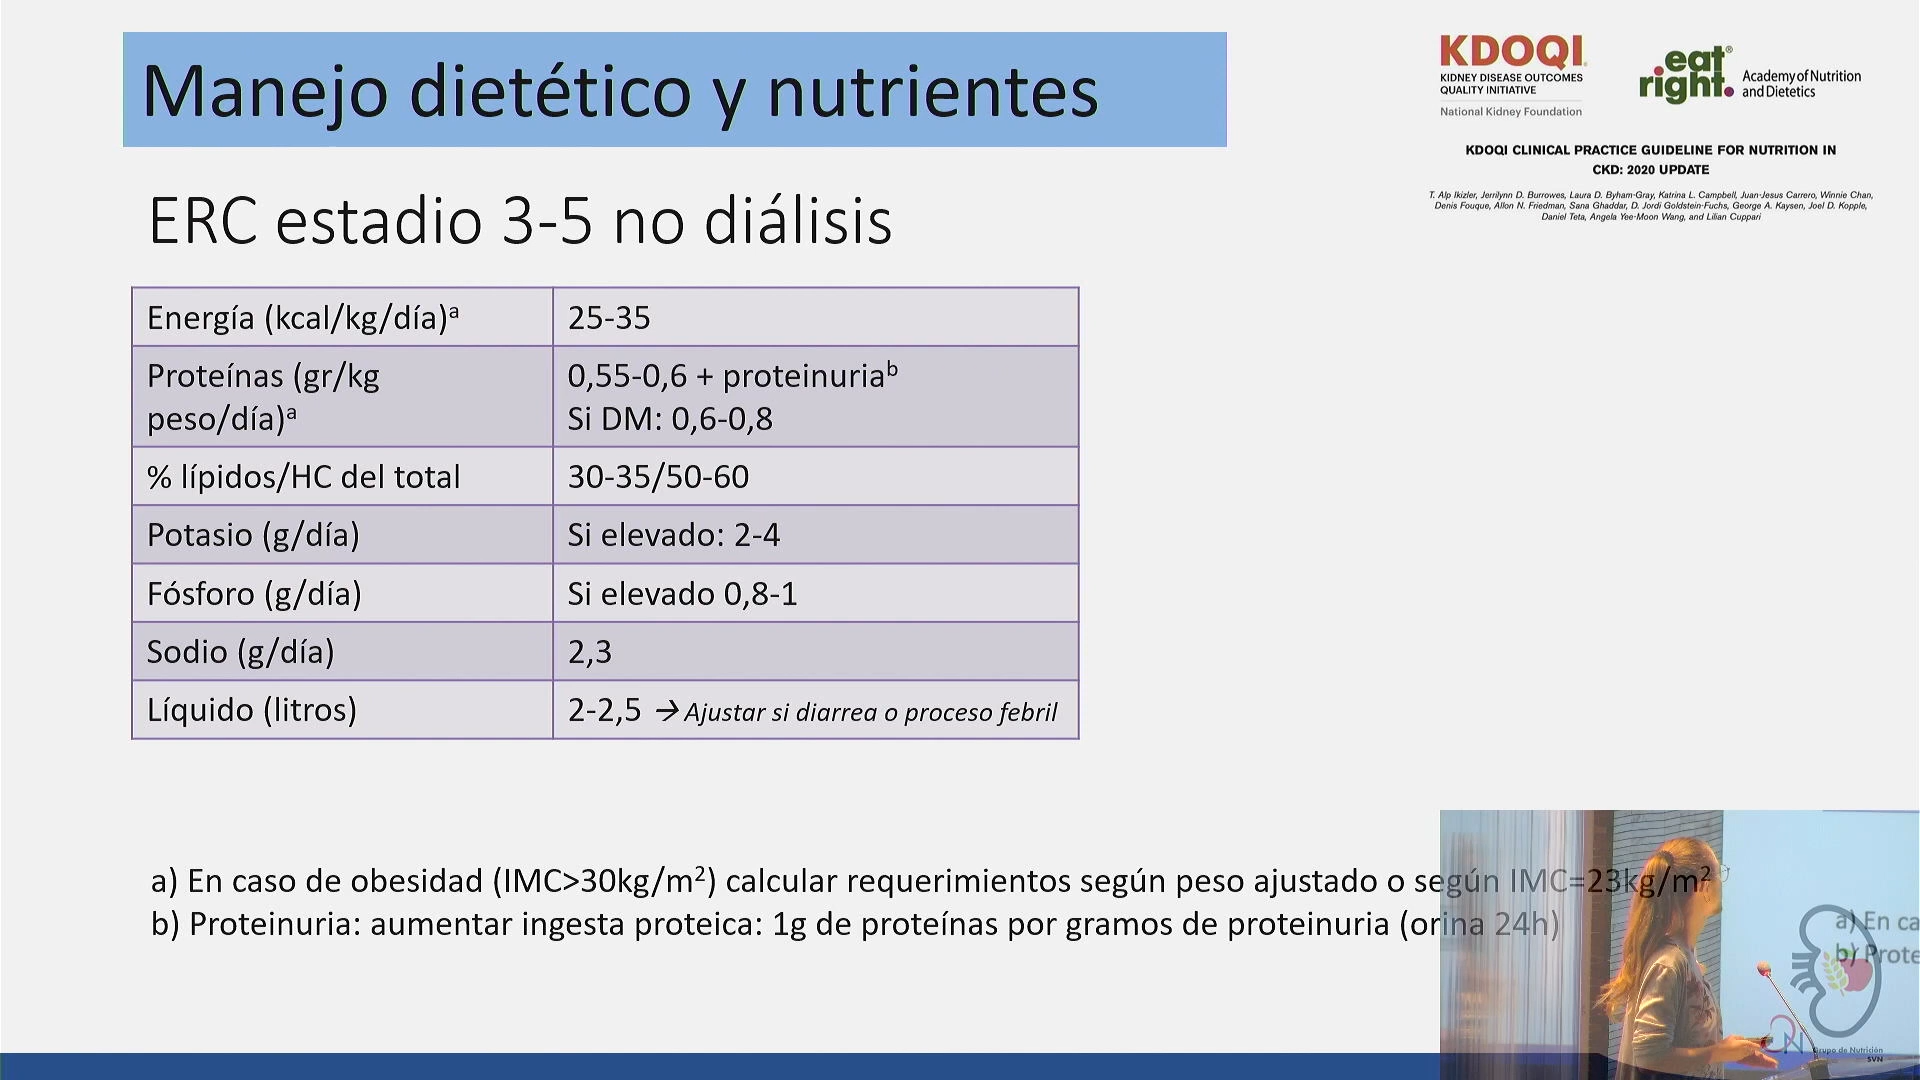 Manejo dietético y nutrientes
KDOQI
KIDNEY DISEASE OUTCOMES
QUALITY INITIATIVE
National Kidney Foundation
eat
right.
Academy of Nutrition
and Dietetics
KDOQI CLINICAL PRACTICE GUIDELINE FOR NUTRITION IN
CKD: 2020 UPDATE
T. Alp Ikizler, Jerrilynn D. Burrowes, Laura D. Byham-Gray, Katrina L. Campbell, Juan-Jesus Carrero, Winnie Chan,
Denis Fouque, Allon N. Friedman, Sana Ghaddar, D. Jordi Goldstein-Fuchs, George A. Kaysen, Joel D. Kopple,
Daniel Teta, Angela Yee-Moon Wang, and Lilian Cuppari
ERC estadio 3-5 no diálisis
Energía (kcal/kg/día)ᵃ 25-35
Proteínas (gr/kg
peso/día)ᵃ
0,55-0,6 + proteinuriaᵇ
Si DM: 0,6-0,8
% lípidos/HC del total 30-35/50-60
Potasio (g/día) Si elevado: 2-4
Fósforo (g/día) Si elevado 0,8-1
Sodio (g/día) 2,3
Líquido (litros) 2-2,5 → Ajustar si diarrea o proceso febril
a) En caso de obesidad (IMC>30kg/m²) calcular requerimientos según peso ajustado o según IMC=23kg/m²
b) Proteinuria: aumentar ingesta proteica: 1g de proteínas por gramos de proteinuria (orina 24h)
a) En ca
b) Prote
Grupo de Nutrición
SVN